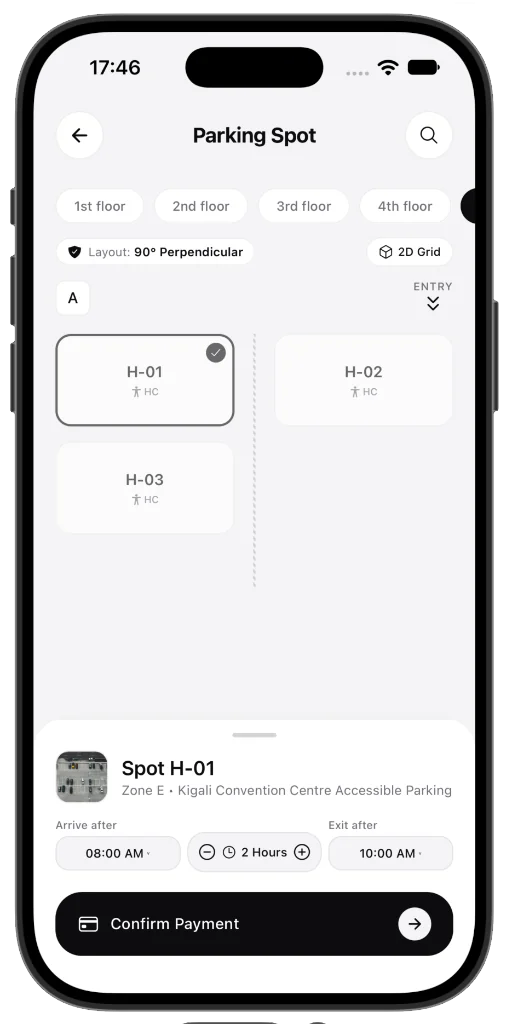 17:46
Parking Spot
1st floor 2nd floor 3rd floor 4th floor
Layout: 90° Perpendicular 2D Grid
A ENTRY
H-01 H-02
HC HC
H-03
HC
Spot H-01
Zone E • Kigali Convention Centre Accessible Parking
Arrive after Exit after
08:00 AM 2 Hours 10:00 AM
Confirm Payment